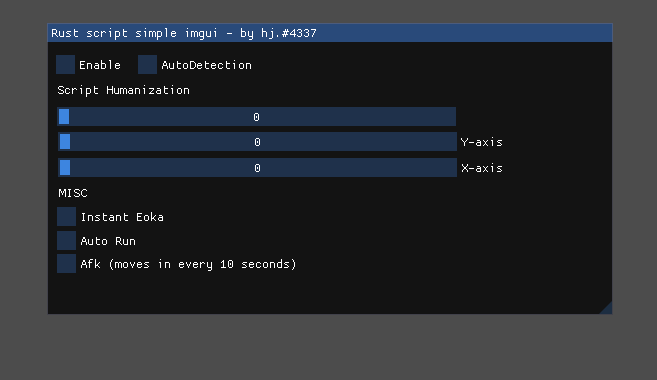 Rust script simple imgui - by hj.#4337
Enable AutoDetection
Script Humanization
0
0 Y-axis
0 X-axis
MISC
Instant Eoka
Auto Run
Afk (moves in every 10 seconds)